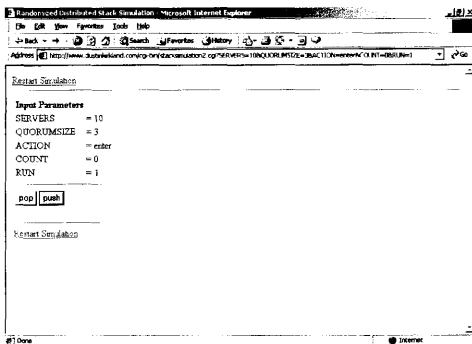 Randomized Distributed Stack Simulation - Microsoft Internet Explorer
File Edit View Favorites Tools Help
Back Search Favorites History
Address Go
Restart Simulation
Input Parameters
SERVERS = 10
QUORUMSIZE = 3
ACTION = enter
COUNT = 0
RUN = 1
pop push
Restart Simulation
Done Internet